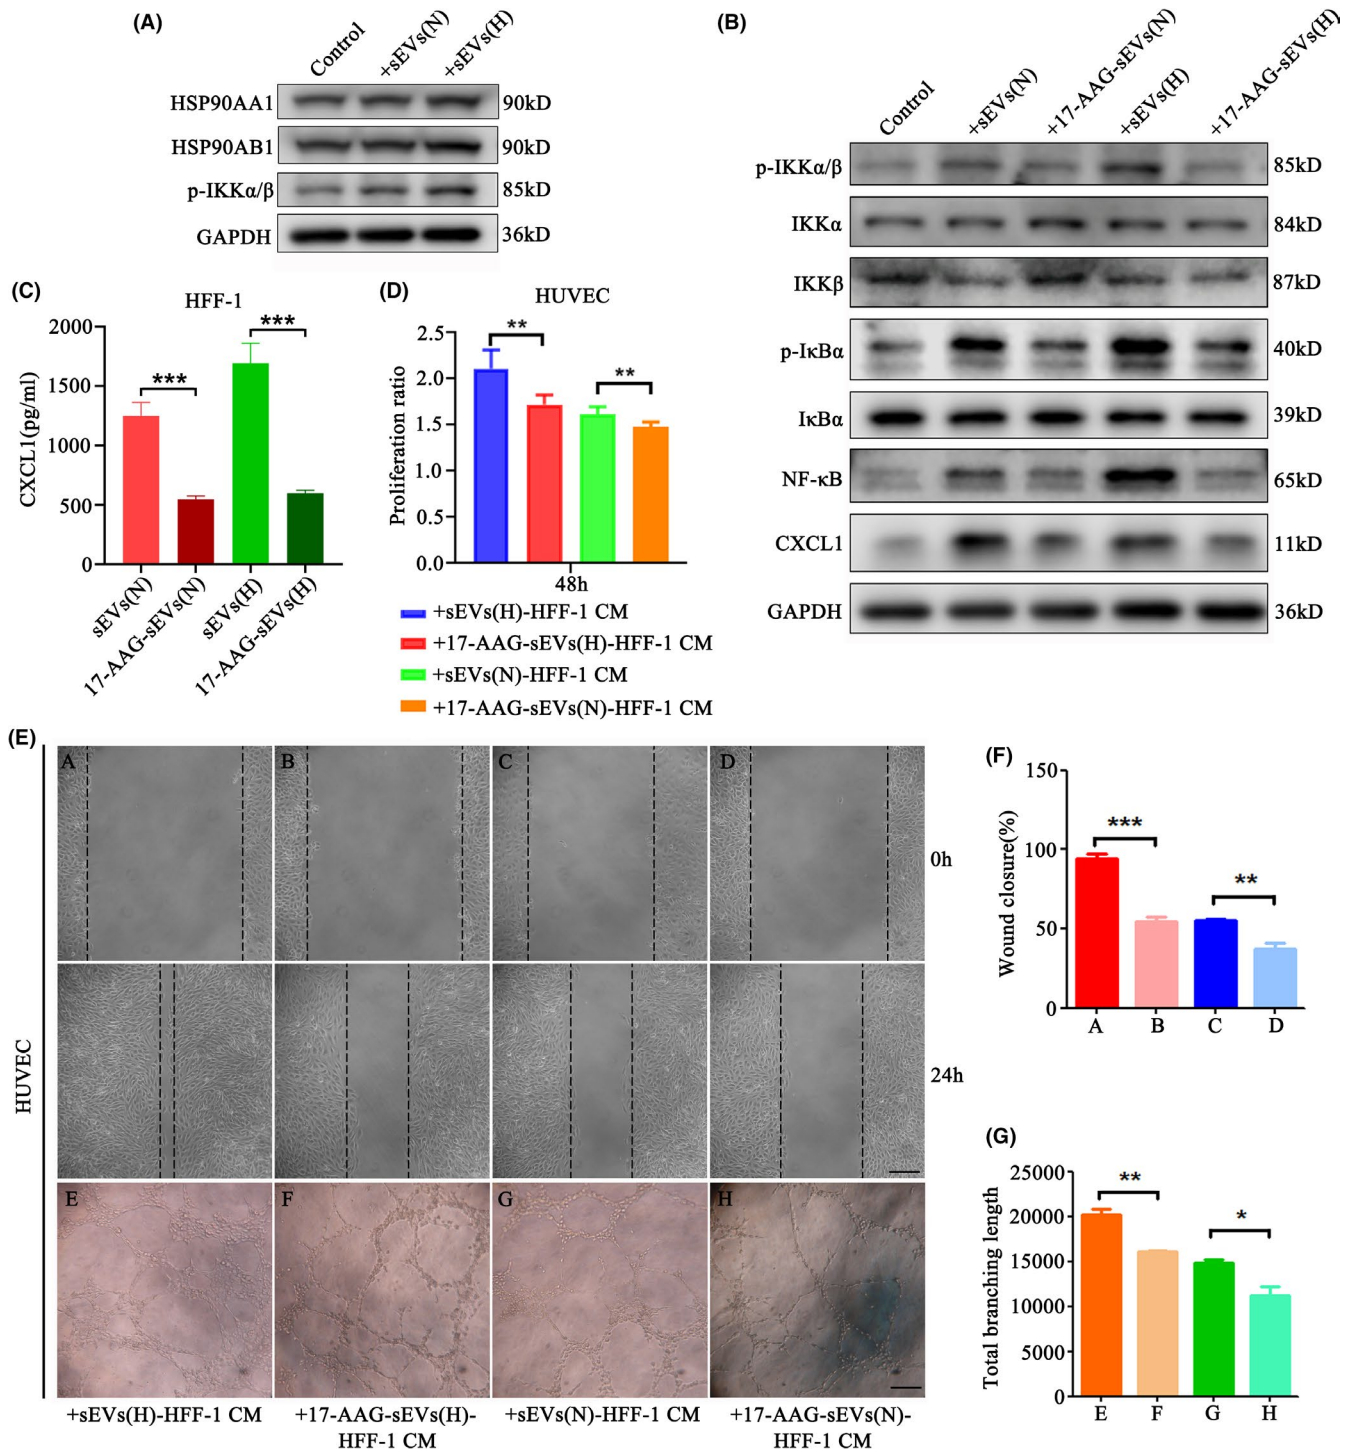 (A)
Control
+sEVs(N)
+sEVs(H)
HSP90AA1 90kD
HSP90AB1 90kD
p-IKKα/β 85kD
GAPDH 36kD
(B)
Control
+sEVs(N)
+17-AAG-sEVs(N)
+sEVs(H)
+17-AAG-sEVs(H)
p-IKKα/β 85kD
IKKα 84kD
IKKβ 87kD
p-IκBα 40kD
IκBα 39kD
NF-κB 65kD
CXCL1 11kD
GAPDH 36kD
(C)
HFF-1
CXCL1(pg/ml)
2000
1500
1000
500
0
***
***
sEVs(N)
17-AAG-sEVs(N)
sEVs(H)
17-AAG-sEVs(H)
(D)
HUVEC
Proliferation ratio
2.5
2.0
1.5
1.0
0.5
0.0
**
**
48h
+sEVs(H)-HFF-1 CM
+17-AAG-sEVs(H)-HFF-1 CM
+sEVs(N)-HFF-1 CM
+17-AAG-sEVs(N)-HFF-1 CM
(E)
HUVEC
A B C D
0h
24h
E F G H
+sEVs(H)-HFF-1 CM
+17-AAG-sEVs(H)-
HFF-1 CM
+sEVs(N)-HFF-1 CM
+17-AAG-sEVs(N)-
HFF-1 CM
(F)
Wound closure(%)
150
100
50
0
***
**
A B C D
(G)
Total branching length
25000
20000
15000
10000
5000
0
**
*
E F G H